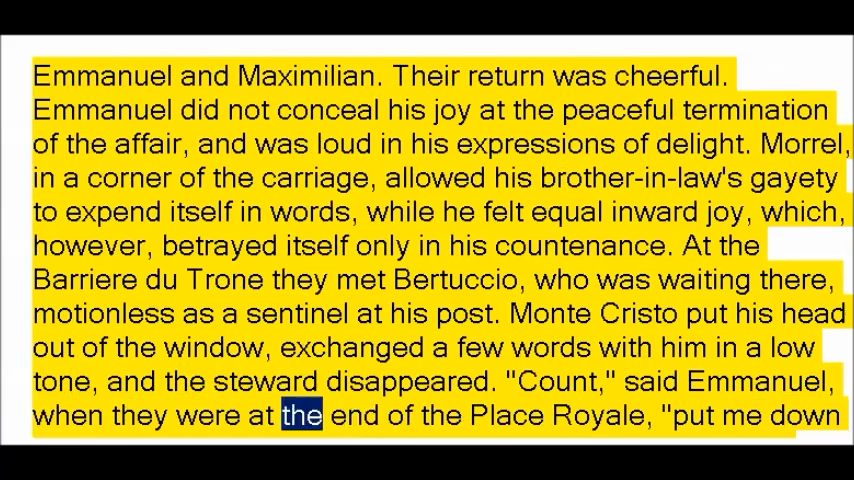 Emmanuel and Maximilian. Their return was cheerful.
Emmanuel did not conceal his joy at the peaceful termination
of the affair, and was loud in his expressions of delight. Morrel,
in a corner of the carriage, allowed his brother-in-law's gayety
to expend itself in words, while he felt equal inward joy, which,
however, betrayed itself only in his countenance. At the
Barriere du Trone they met Bertuccio, who was waiting there,
motionless as a sentinel at his post. Monte Cristo put his head
out of the window, exchanged a few words with him in a low
tone, and the steward disappeared. "Count," said Emmanuel,
when they were at the end of the Place Royale, "put me down